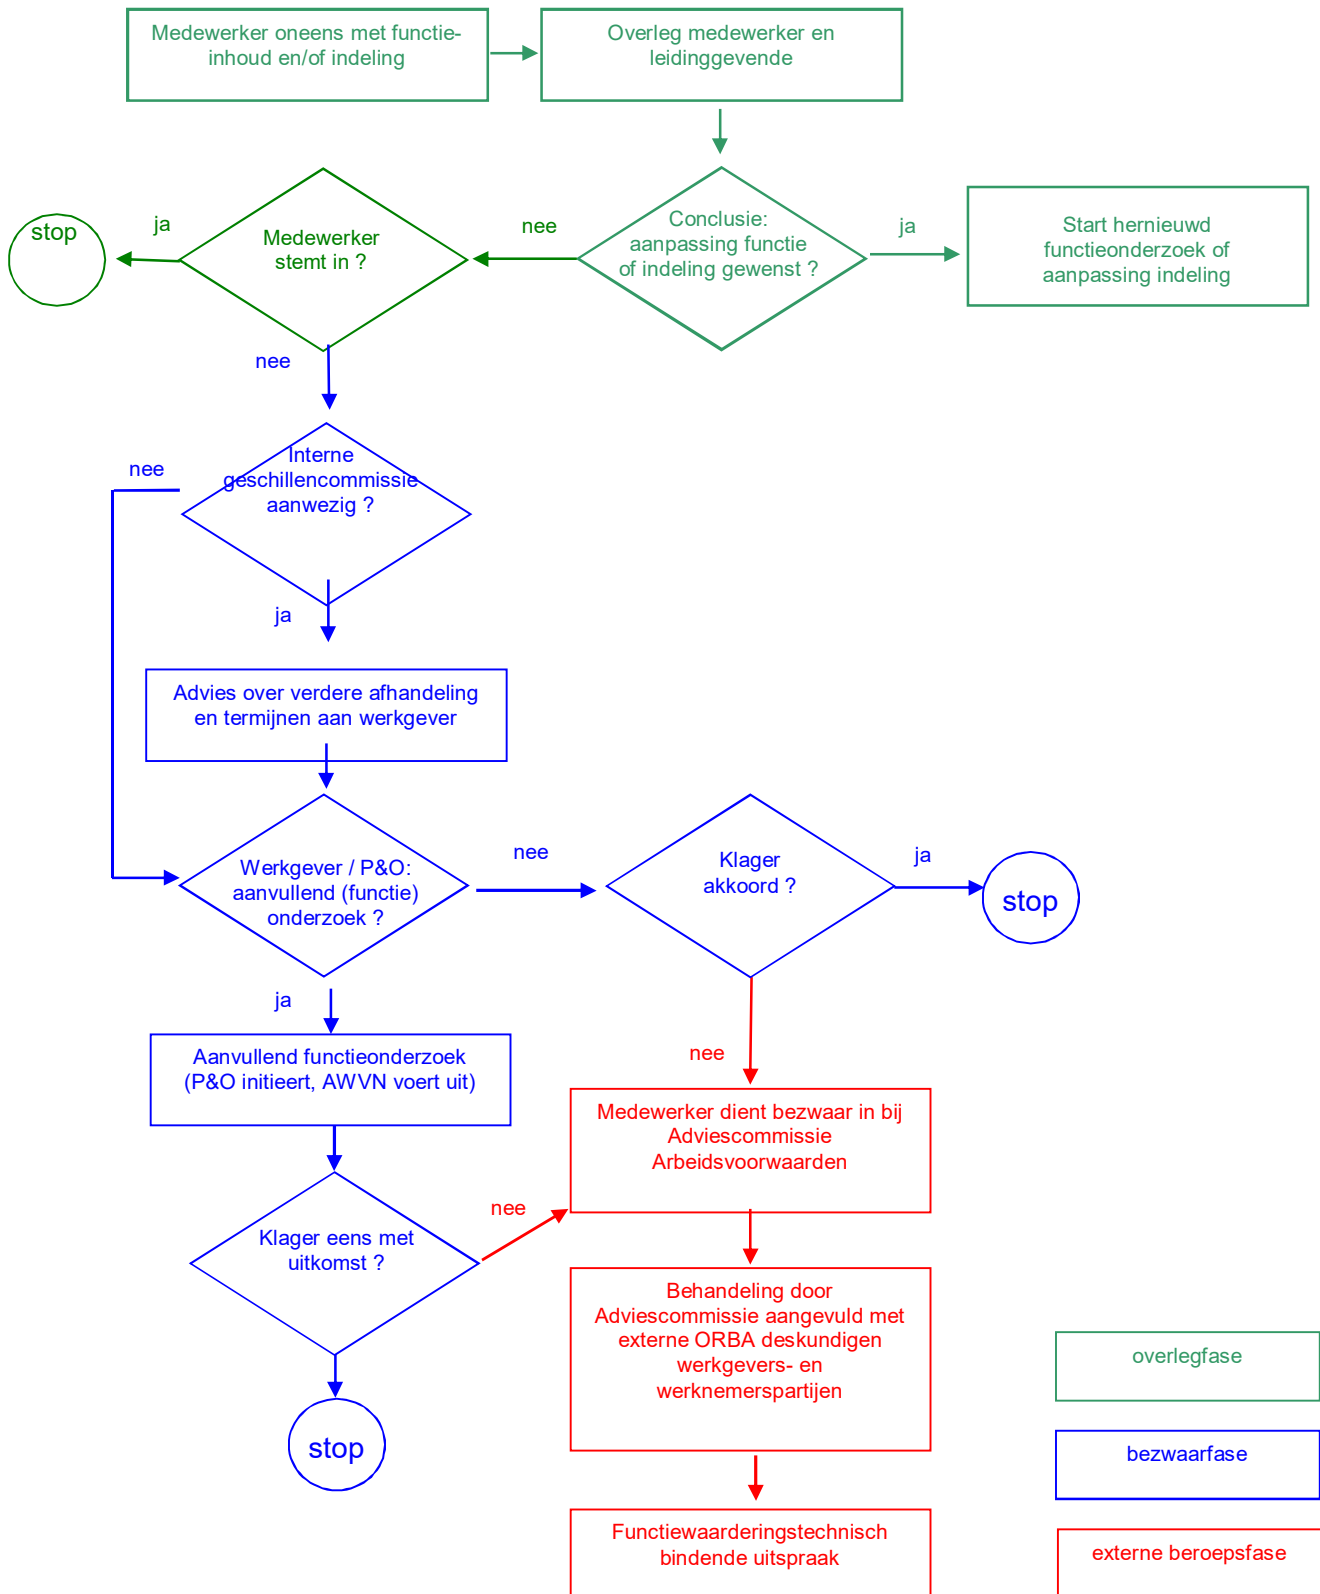 Medewerker oneens met functie-
inhoud en/of indeling
Overleg medewerker en
leidinggevende
stop
ja
Medewerker
stemt in ?
nee
Conclusie:
aanpassing functie
of indeling gewenst ?
ja
Start hernieuwd
functieonderzoek of
aanpassing indeling
nee
nee
Interne
geschillencommissie
aanwezig ?
ja
Advies over verdere afhandeling
en termijnen aan werkgever
Werkgever / P&O:
aanvullend (functie)
onderzoek ?
nee
Klager
akkoord ?
ja
stop
ja
nee
Aanvullend functieonderzoek
(P&O initieert, AWVN voert uit)
Medewerker dient bezwaar in bij
Adviescommissie
Arbeidsvoorwaarden
nee
Klager eens met
uitkomst ?
Behandeling door
Adviescommissie aangevuld met
externe ORBA deskundigen
werkgevers- en
werknemerspartijen
stop
Functiewaarderingstechnisch
bindende uitspraak
overlegfase
bezwaarfase
externe beroepsfase